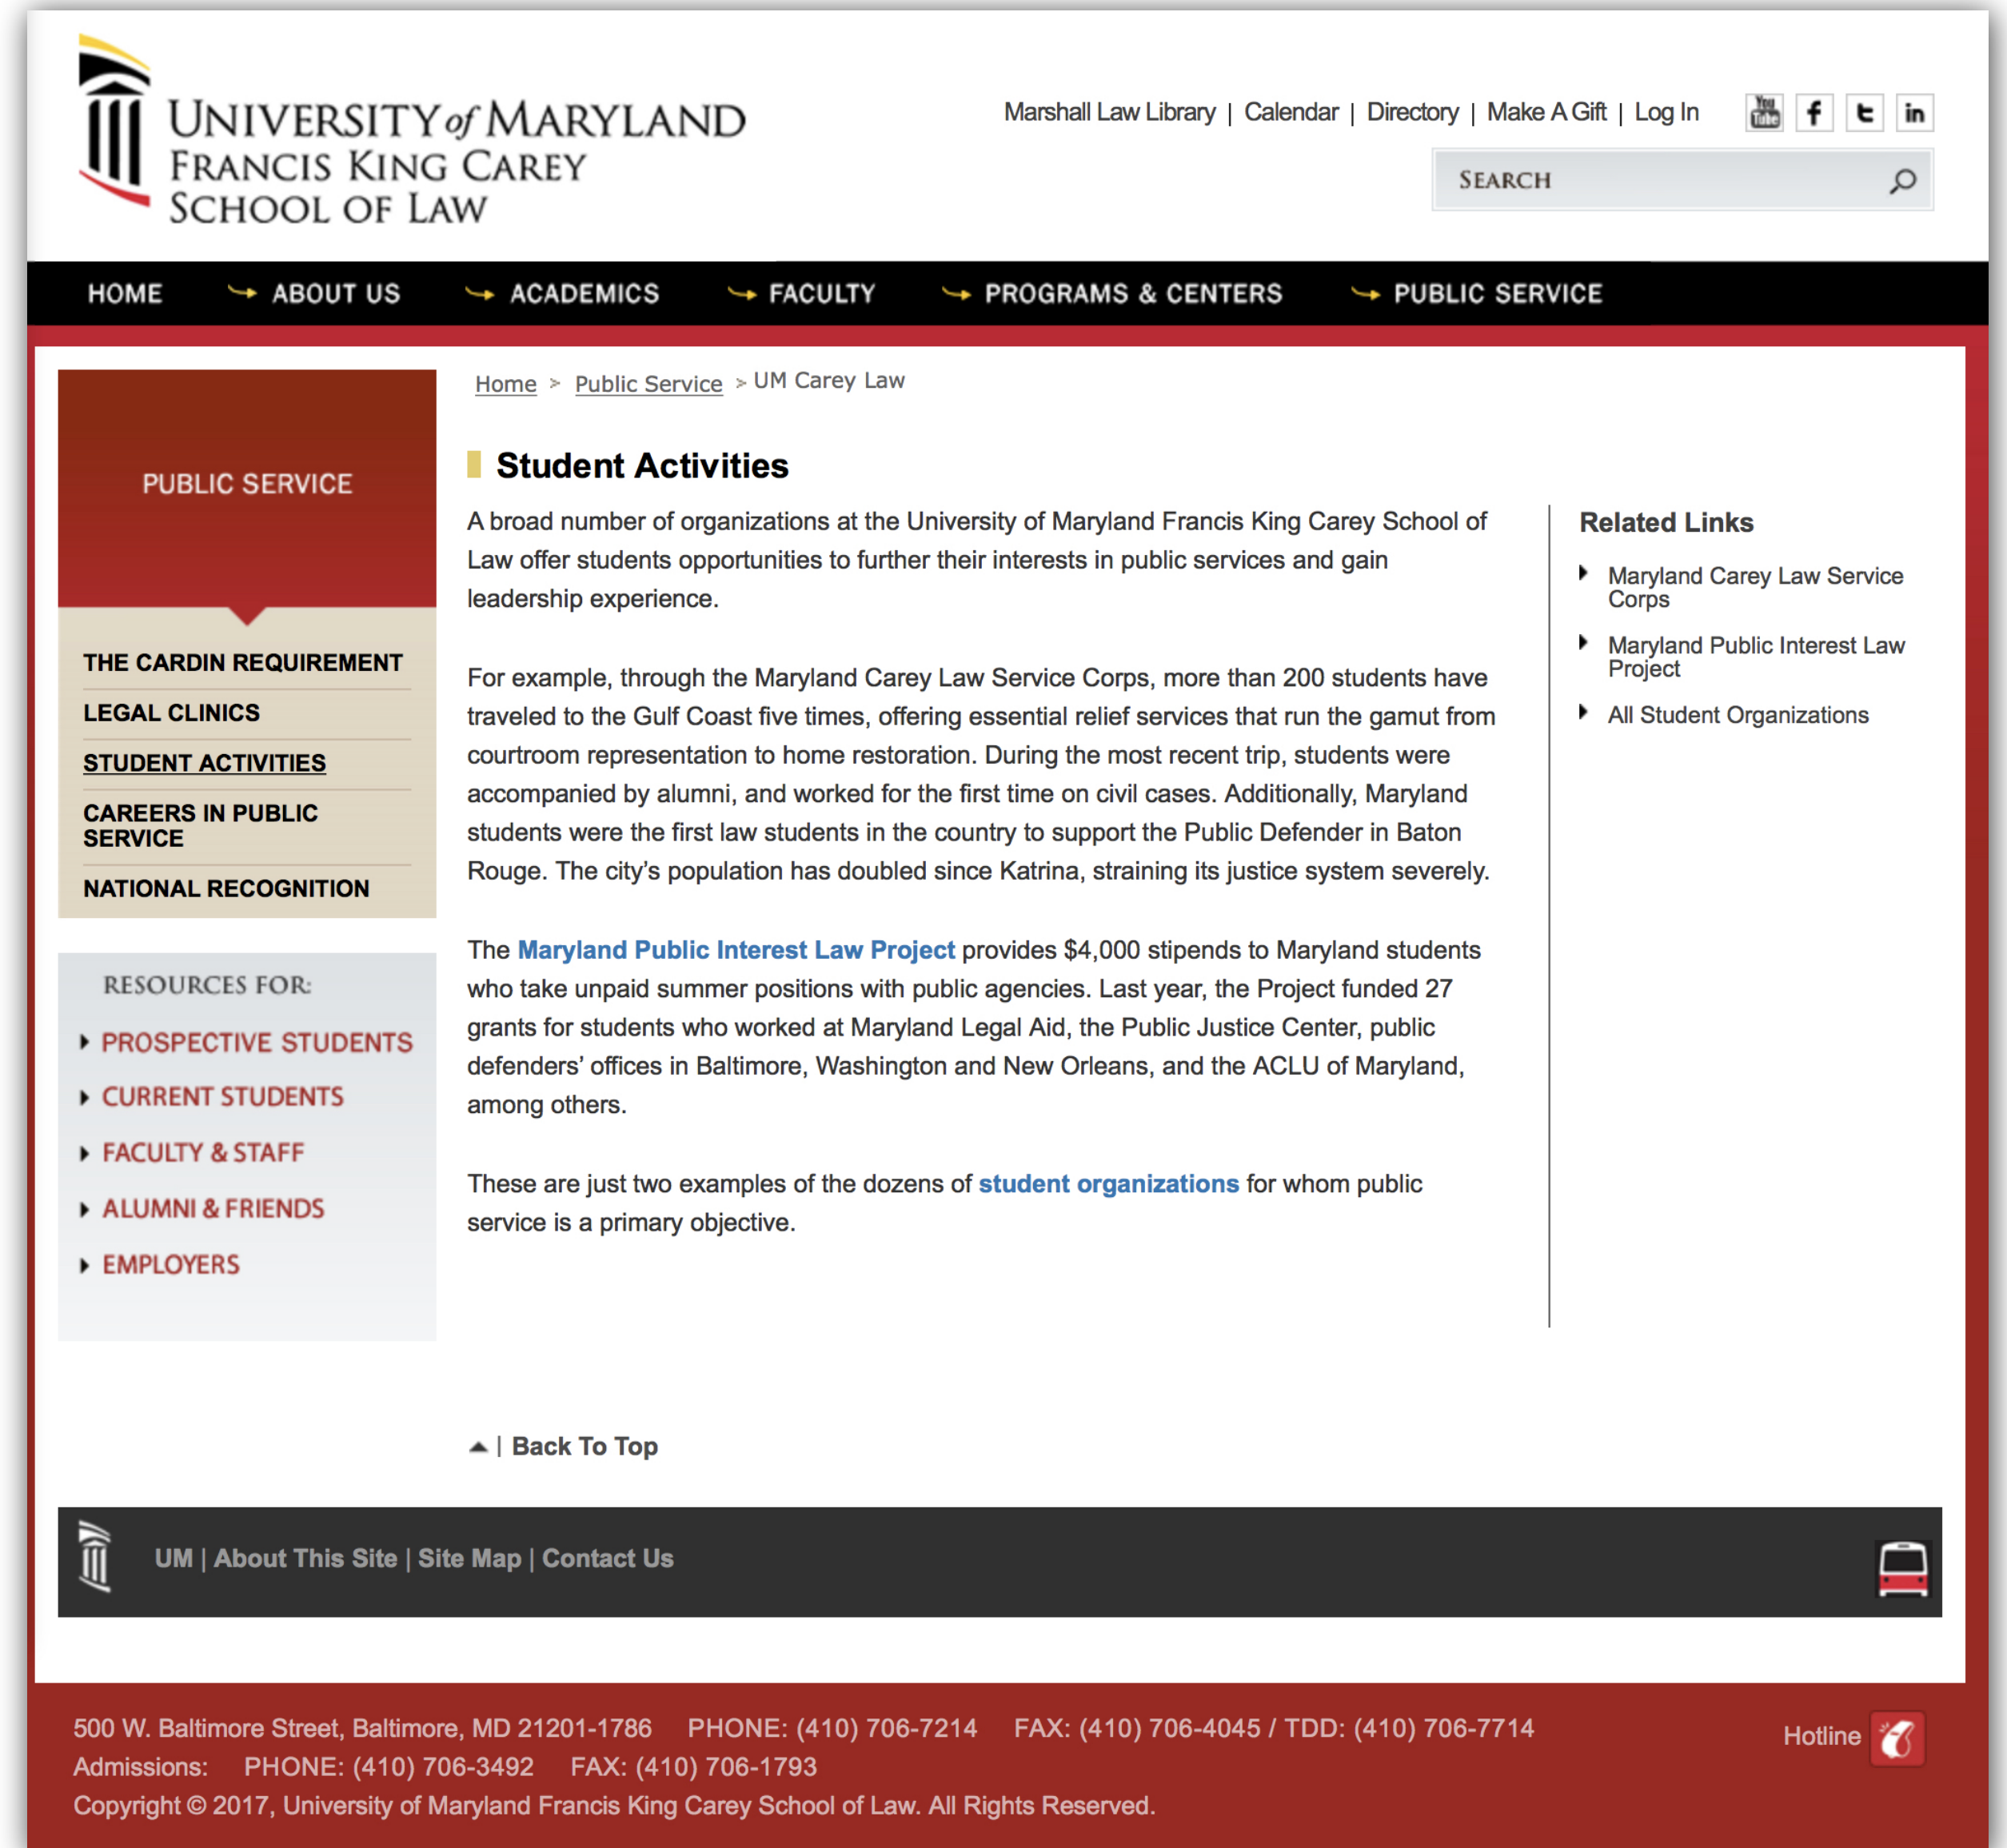 UNIVERSITY of MARYLAND
FRANCIS KING CAREY
SCHOOL OF LAW
Marshall Law Library | Calendar | Directory | Make A Gift | Log In
You Tube f t in
SEARCH
HOME ABOUT US ACADEMICS FACULTY PROGRAMS & CENTERS PUBLIC SERVICE
PUBLIC SERVICE
THE CARDIN REQUIREMENT
LEGAL CLINICS
STUDENT ACTIVITIES
CAREERS IN PUBLIC
SERVICE
NATIONAL RECOGNITION
RESOURCES FOR:
PROSPECTIVE STUDENTS
CURRENT STUDENTS
FACULTY & STAFF
ALUMNI & FRIENDS
EMPLOYERS
Home > Public Service > UM Carey Law
Student Activities
A broad number of organizations at the University of Maryland Francis King Carey School of
Law offer students opportunities to further their interests in public services and gain
leadership experience.
For example, through the Maryland Carey Law Service Corps, more than 200 students have
traveled to the Gulf Coast five times, offering essential relief services that run the gamut from
courtroom representation to home restoration. During the most recent trip, students were
accompanied by alumni, and worked for the first time on civil cases. Additionally, Maryland
students were the first law students in the country to support the Public Defender in Baton
Rouge. The city’s population has doubled since Katrina, straining its justice system severely.
The Maryland Public Interest Law Project provides $4,000 stipends to Maryland students
who take unpaid summer positions with public agencies. Last year, the Project funded 27
grants for students who worked at Maryland Legal Aid, the Public Justice Center, public
defenders’ offices in Baltimore, Washington and New Orleans, and the ACLU of Maryland,
among others.
These are just two examples of the dozens of student organizations for whom public
service is a primary objective.
Related Links
Maryland Carey Law Service
Corps
Maryland Public Interest Law
Project
All Student Organizations
| Back To Top
UM | About This Site | Site Map | Contact Us
500 W. Baltimore Street, Baltimore, MD 21201-1786 PHONE: (410) 706-7214 FAX: (410) 706-4045 / TDD: (410) 706-7714
Hotline
Admissions: PHONE: (410) 706-3492 FAX: (410) 706-1793
Copyright © 2017, University of Maryland Francis King Carey School of Law. All Rights Reserved.